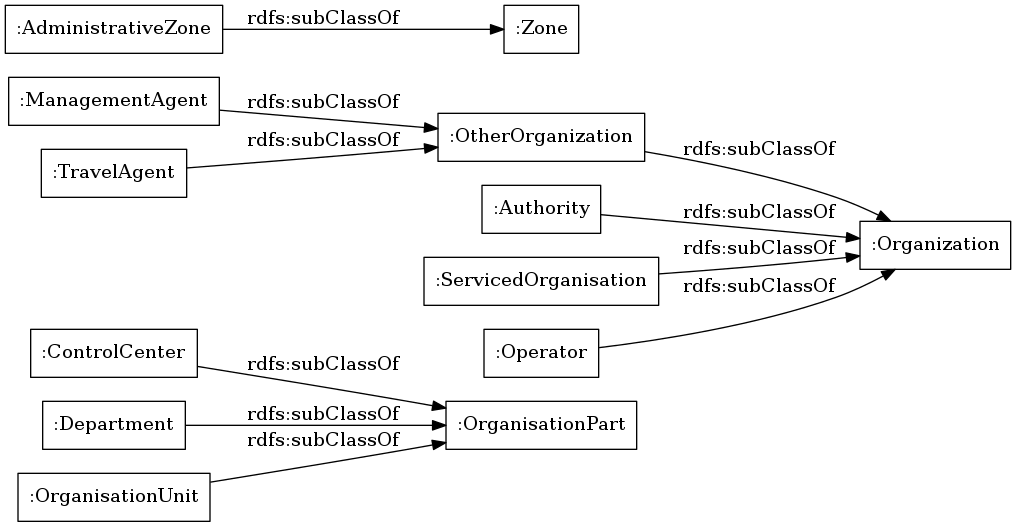 :AdministrativeZone
rdfs:subClassOf
:Zone
:ManagementAgent
rdfs:subClassOf
:TravelAgent
rdfs:subClassOf
:OtherOrganization
rdfs:subClassOf
:Authority
rdfs:subClassOf
:ServicedOrganisation
rdfs:subClassOf
:Operator
rdfs:subClassOf
:Organization
:ControlCenter
rdfs:subClassOf
:Department
rdfs:subClassOf
:OrganisationUnit
rdfs:subClassOf
:OrganisationPart